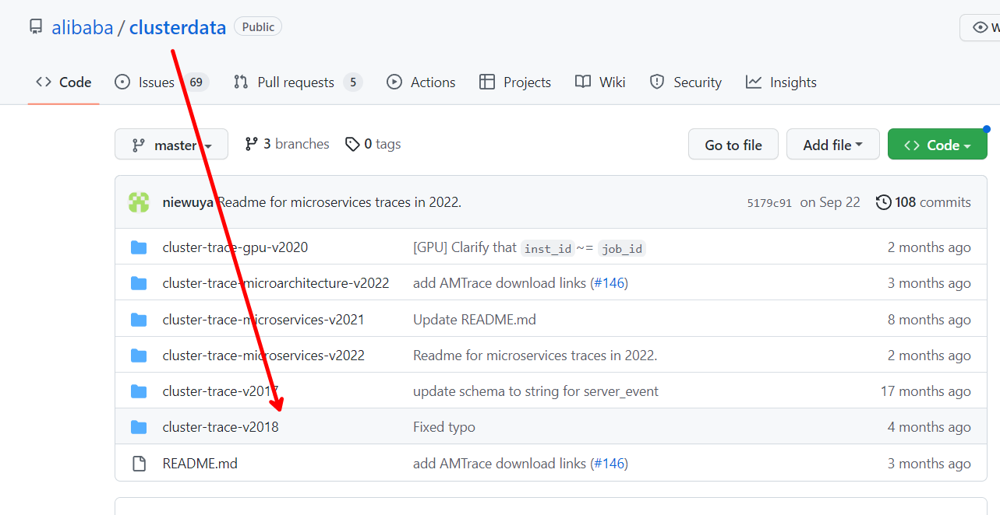 alibaba / clusterdata Public W
Code Issues 69 Pull requests 5 Actions Projects Wiki Security Insights
master 3 branches 0 tags Go to file Add file Code
niewuya Readme for microservices traces in 2022. 5179c91 on Sep 22 108 commits
cluster-trace-gpu-v2020 [GPU] Clarify that inst_id ~= job_id 2 months ago
cluster-trace-microarchitecture-v2022 add AMTrace download links (#146) 3 months ago
cluster-trace-microservices-v2021 Update README.md 8 months ago
cluster-trace-microservices-v2022 Readme for microservices traces in 2022. 2 months ago
cluster-trace-v2017 update schema to string for server_event 17 months ago
cluster-trace-v2018 Fixed typo 4 months ago
README.md add AMTrace download links (#146) 3 months ago